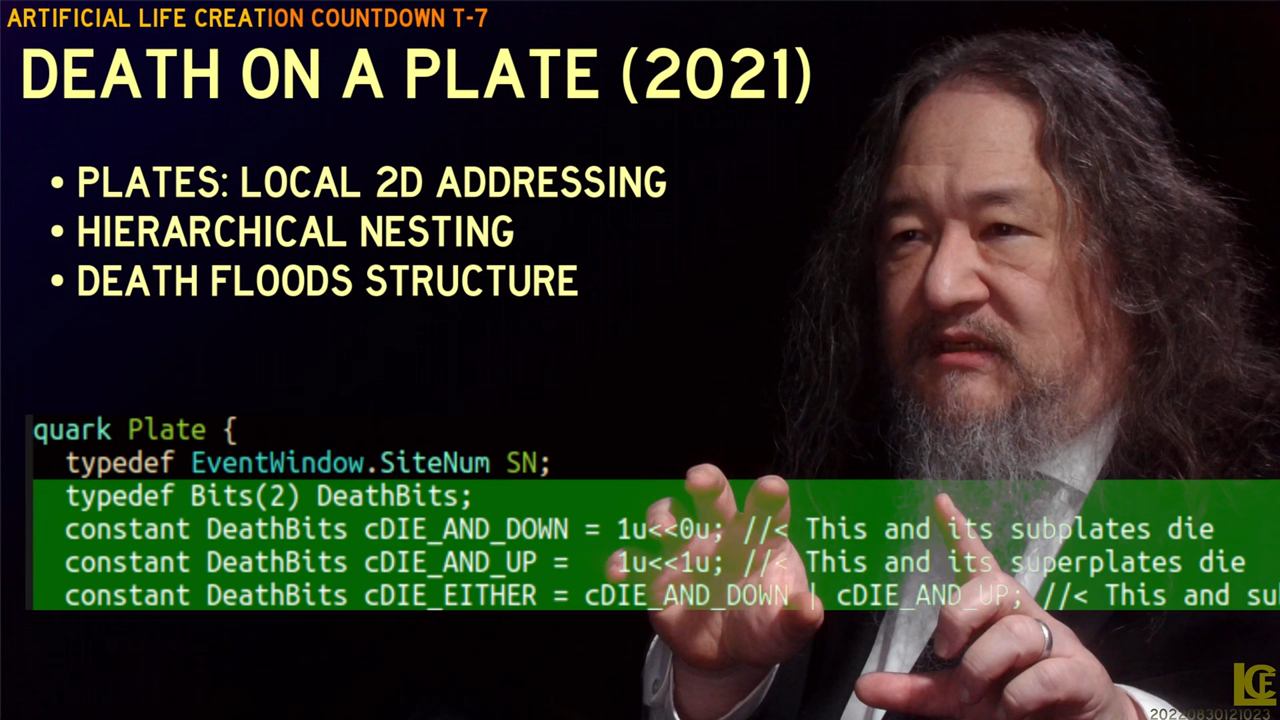 ARTIFICIAL LIFE CREATION COUNTDOWN T-7
DEATH ON A PLATE (2021)
• PLATES: LOCAL 2D ADDRESSING
• HIERARCHICAL NESTING
• DEATH FLOODS STRUCTURE
quark Plate {
typedef EventWindow.SiteNum SN;
typedef Bits(2) DeathBits;
constant DeathBits cDIE_AND_DOWN = 1u<<0u; //< This and its subplates die
constant DeathBits cDIE_AND_UP = 1u<<1u; //< This and its superplates die
constant DeathBits cDIE_EITHER = cDIE_AND_DOWN | cDIE_AND_UP; //< This and su